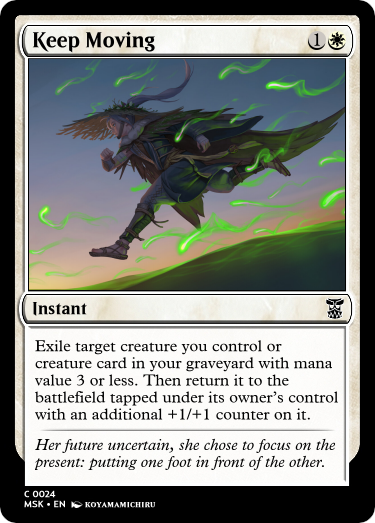 Keep Moving 1
Instant
Exile target creature you control or
creature card in your graveyard with mana
value 3 or less. Then return it to the
battlefield tapped under its owner's control
with an additional +1/+1 counter on it.
Her future uncertain, she chose to focus on the
present: putting one foot in front of the other.
C 0024
MSK • EN KOYAMAMICHIRU